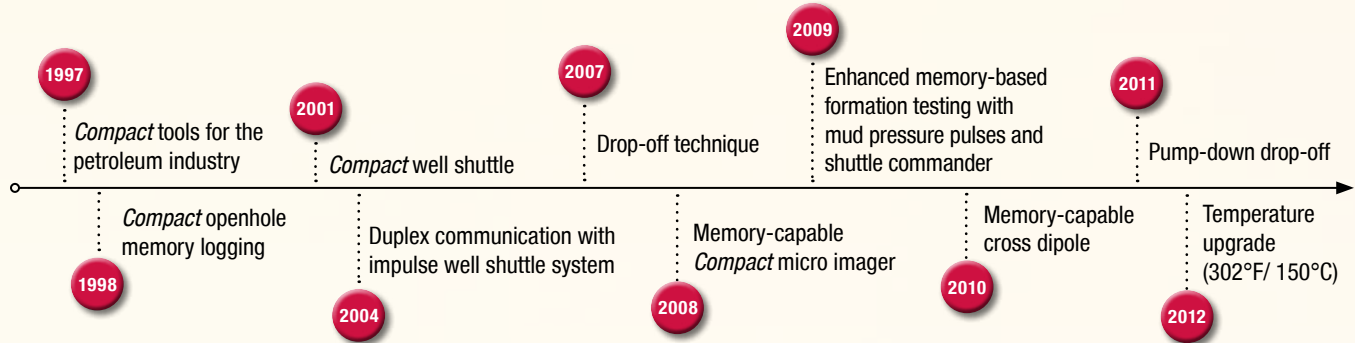 1997
Compact tools for the
petroleum industry
1998
Compact openhole
memory logging
2001
Compact well shuttle
2004
Duplex communication with
impulse well shuttle system
2007
Drop-off technique
2008
Memory-capable
Compact micro imager
2009
Enhanced memory-based
formation testing with
mud pressure pulses and
shuttle commander
2010
Memory-capable
cross dipole
2011
Pump-down drop-off
2012
Temperature
upgrade
(302°F/ 150°C)